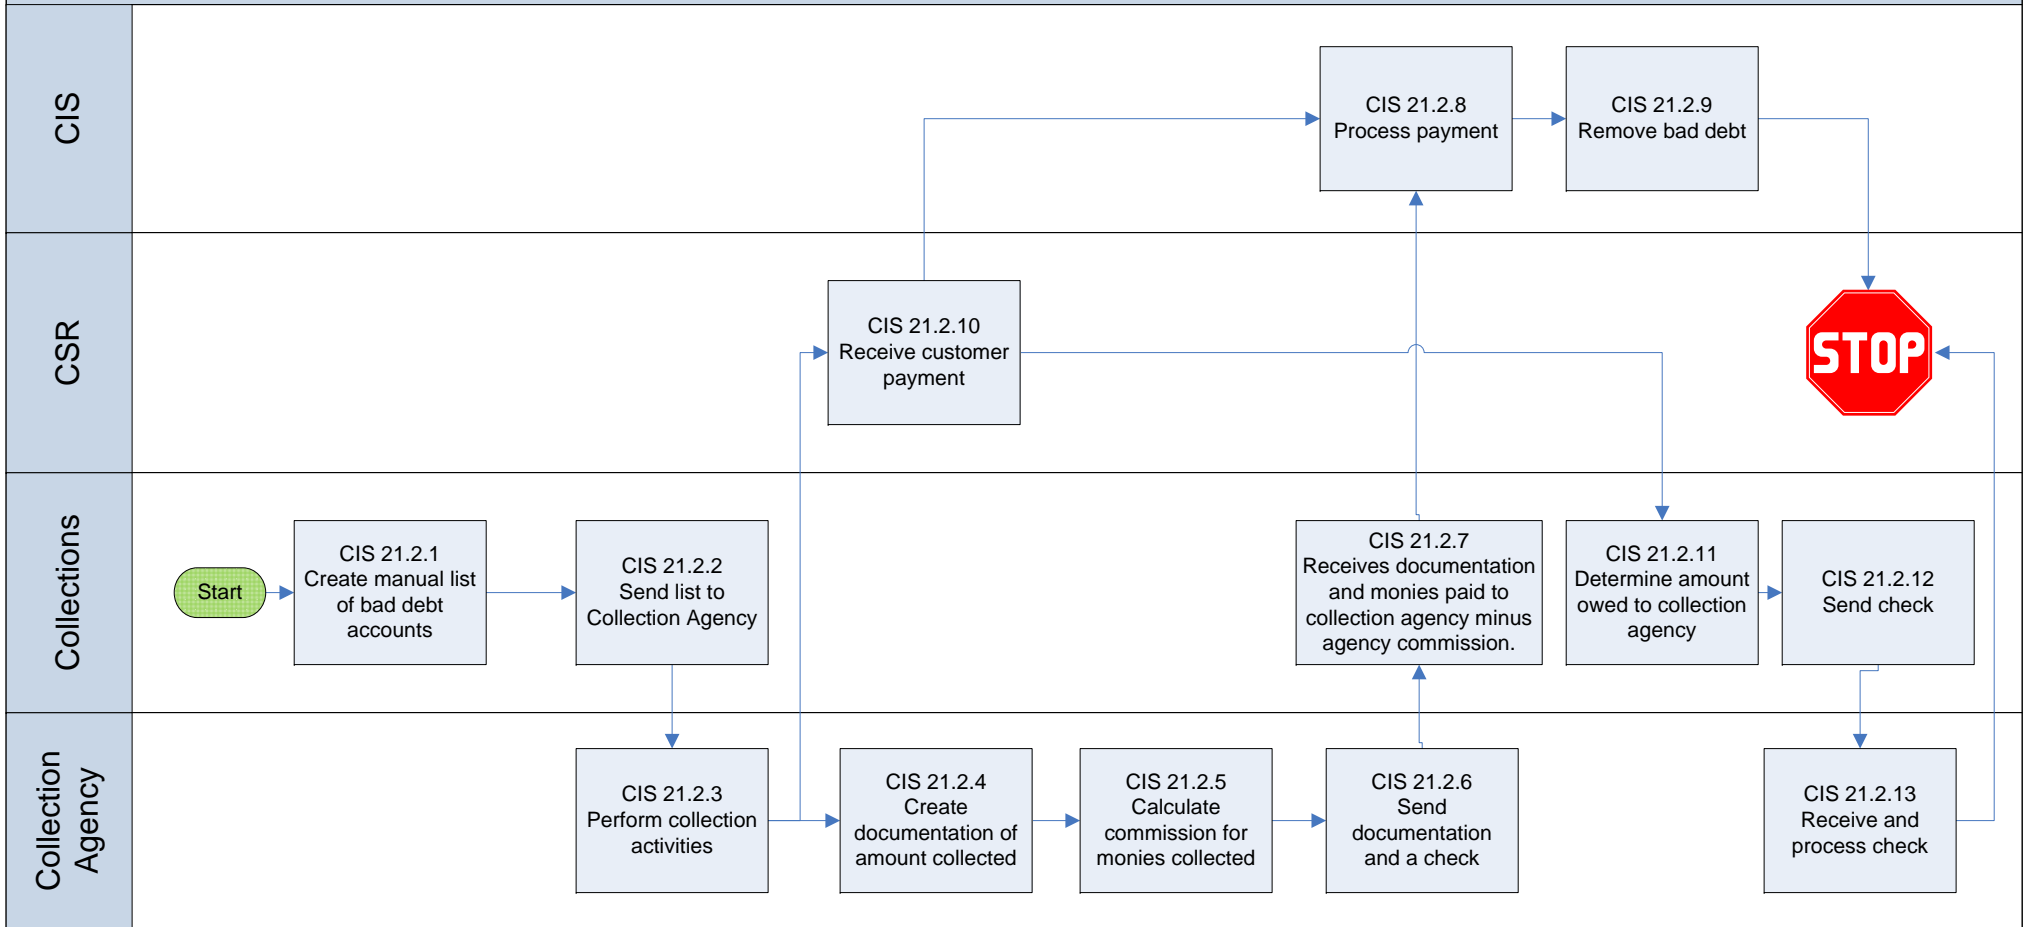 CIS
CIS 21.2.8
Process payment
CIS 21.2.9
Remove bad debt
CSR
CIS 21.2.10
Receive customer
payment
STOP
Collections
Start
CIS 21.2.1
Create manual list
of bad debt
accounts
CIS 21.2.2
Send list to
Collection Agency
CIS 21.2.7
Receives documentation
and monies paid to
collection agency minus
agency commission.
CIS 21.2.11
Determine amount
owed to collection
agency
CIS 21.2.12
Send check
Collection
Agency
CIS 21.2.3
Perform collection
activities
CIS 21.2.4
Create
documentation of
amount collected
CIS 21.2.5
Calculate
commission for
monies collected
CIS 21.2.6
Send
documentation
and a check
CIS 21.2.13
Receive and
process check